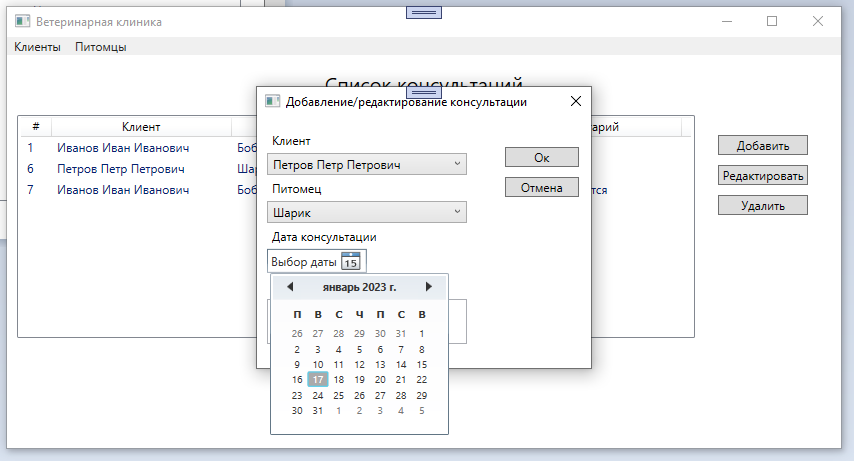 Ветеринарная клиника
Клиенты Питомцы
Список консультаций
Добавление/редактирование консультации
# Клиент
1 Иванов Иван Иванович Боб
6 Петров Петр Петрович Шар
7 Иванов Иван Иванович Боб
арий
тся
Добавить
Редактировать
Удалить
Клиент
Петров Петр Петрович
Ок
Питомец
Отмена
Шарик
Дата консультации
Выбор даты 15
январь 2023 г.
П В С Ч П С В
26 27 28 29 30 31 1
2 3 4 5 6 7 8
9 10 11 12 13 14 15
16 17 18 19 20 21 22
23 24 25 26 27 28 29
30 31 1 2 3 4 5